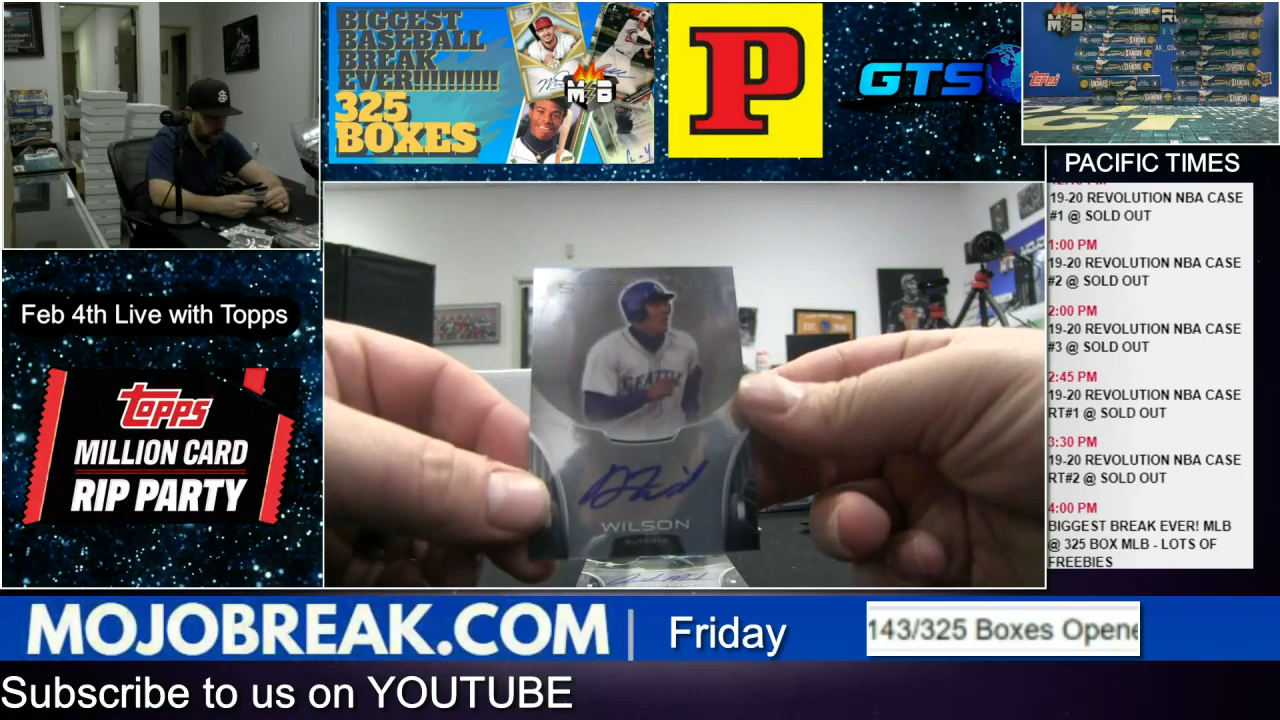 BIGGEST
BASEBALL
BREAK
EVER!!!!!!!!!!!
325
BOXES
MB
P
GTS
MB
topps
PACIFIC TIMES
19-20 REVOLUTION NBA CASE
#1 @ SOLD OUT
1:00 PM
19-20 REVOLUTION NBA CASE
#2 @ SOLD OUT
2:00 PM
19-20 REVOLUTION NBA CASE
#3 @ SOLD OUT
2:45 PM
19-20 REVOLUTION NBA CASE
RT#1 @ SOLD OUT
3:30 PM
19-20 REVOLUTION NBA CASE
RT#2 @ SOLD OUT
4:00 PM
BIGGEST BREAK EVER! MLB
@ 325 BOX MLB - LOTS OF
FREEBIES
Feb 4th Live with Topps
topps
MILLION CARD
RIP PARTY
SEATTLE
WILSON
MOJOBREAK.COM
Friday
143/325 Boxes Opene
Subscribe to us on YOUTUBE